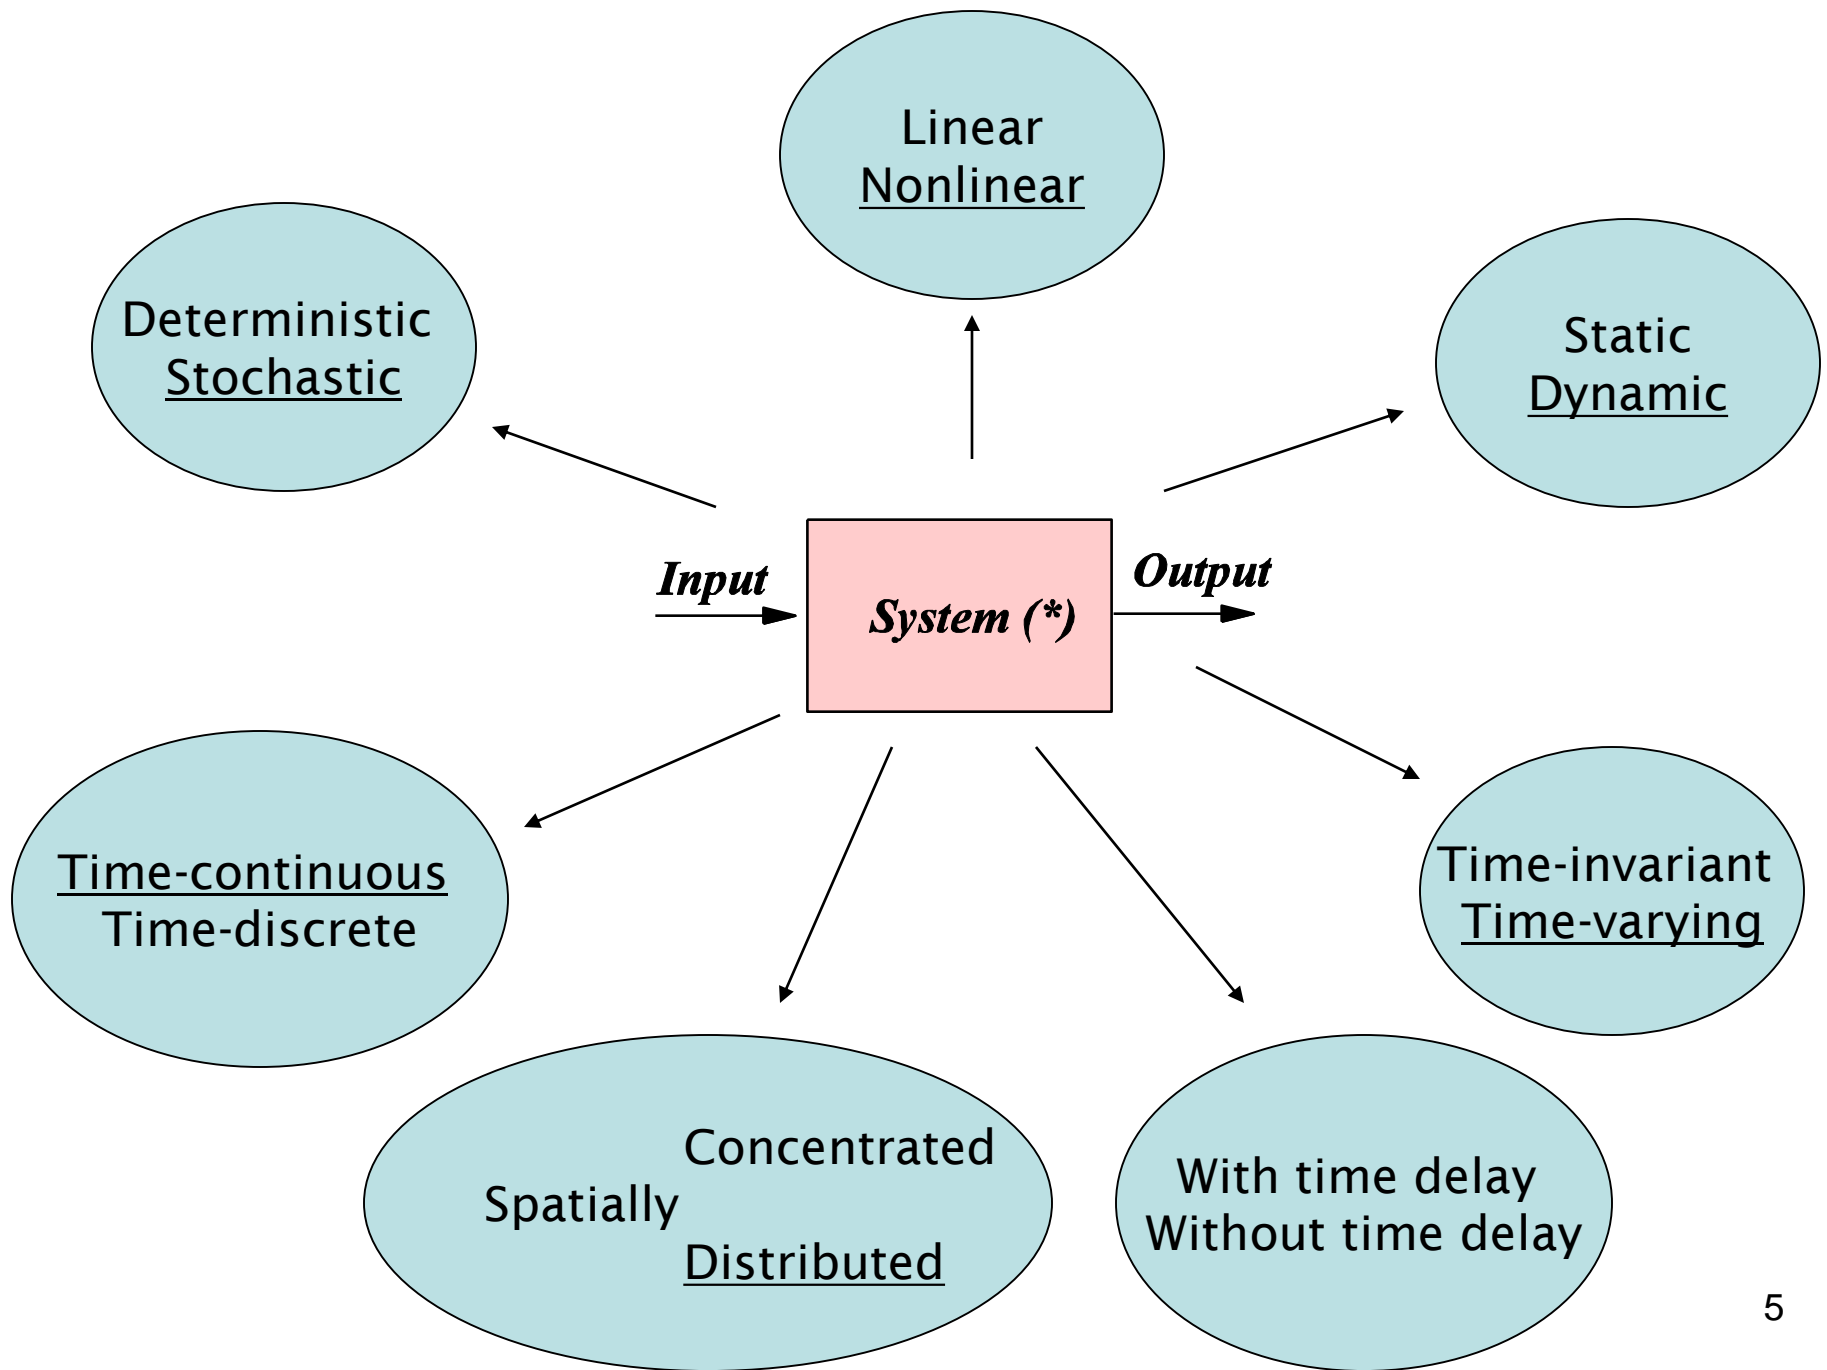 Linear
Nonlinear
Deterministic
Stochastic
Static
Dynamic
Input
System (*)
Output
Time-continuous
Time-discrete
Time-invariant
Time-varying
Concentrated
Spatially
Distributed
With time delay
Without time delay
5